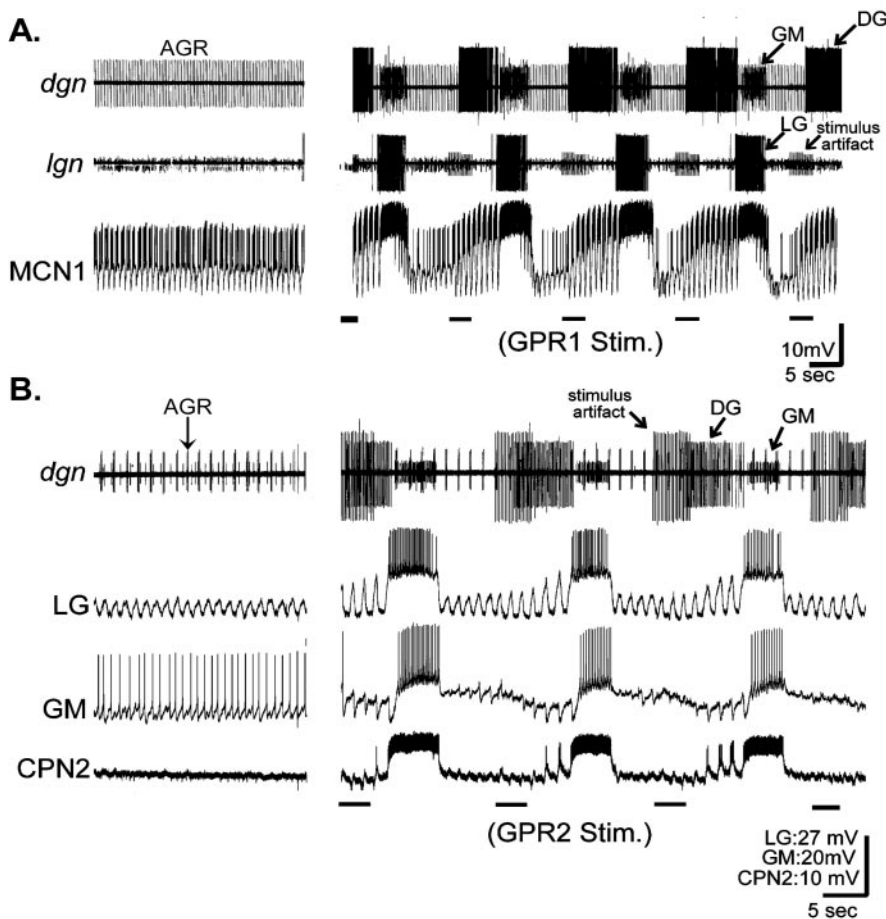 A.
AGR
GM
DG
dgn
LG
stimulus
artifact
lgn
MCN1
(GPR1 Stim.)
10mV
5 sec
B.
AGR
stimulus
artifact
DG
GM
dgn
LG
GM
CPN2
(GPR2 Stim.)
LG:27 mV
GM:20mV
CPN2:10 mV
5 sec